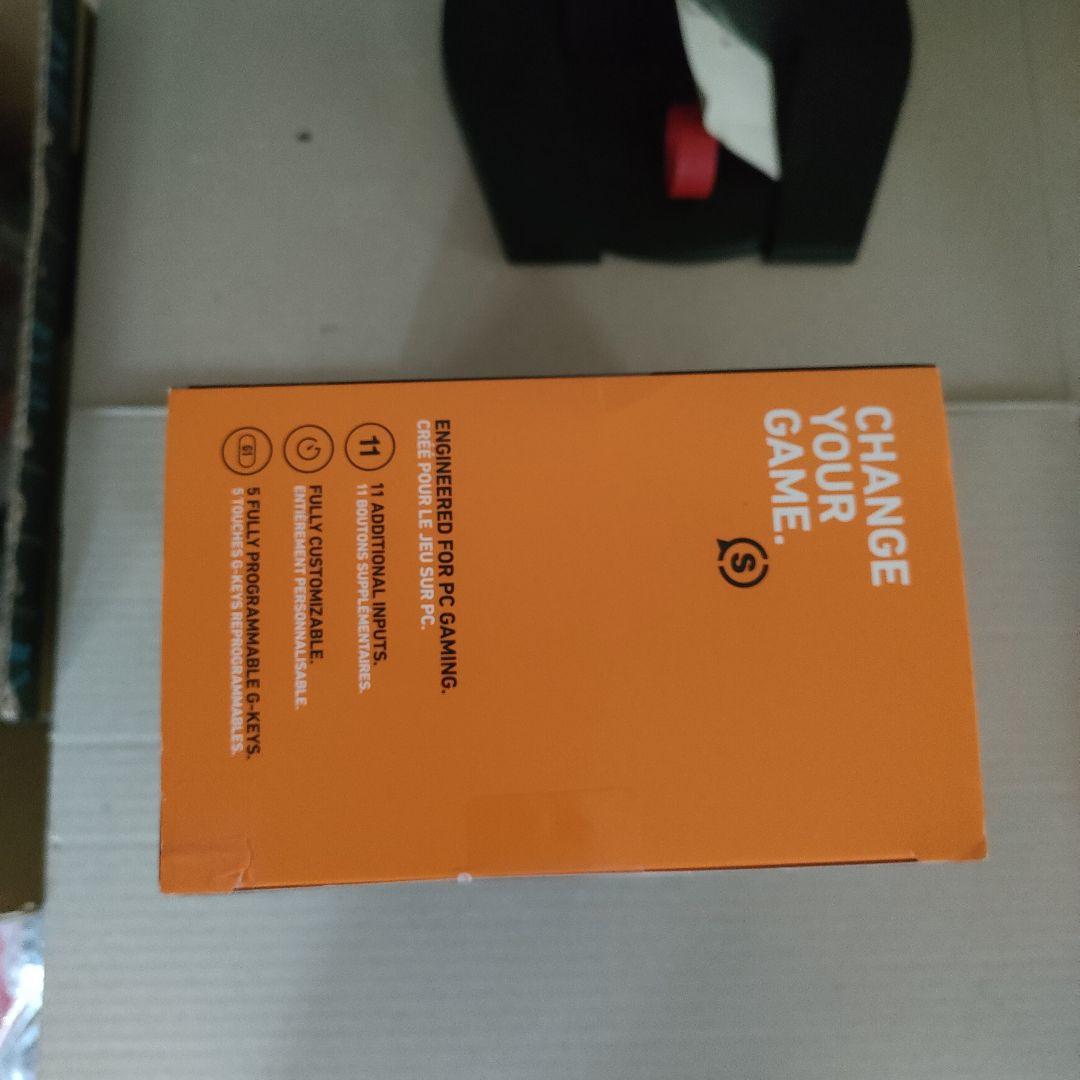 CHANGE
YOUR
GAME.
S
ENGINEERED FOR PC GAMING.
CRÉÉ POUR LE JEU SUR PC.
11
11 ADDITIONAL INPUTS.
11 BOUTONS SUPPLÉMENTAIRES.
FULLY CUSTOMIZABLE.
ENTIÈREMENT PERSONNALISABLE.
G1
5 FULLY PROGRAMMABLE G-KEYS.
5 TOUCHES G-KEYS REPROGRAMMABLES.